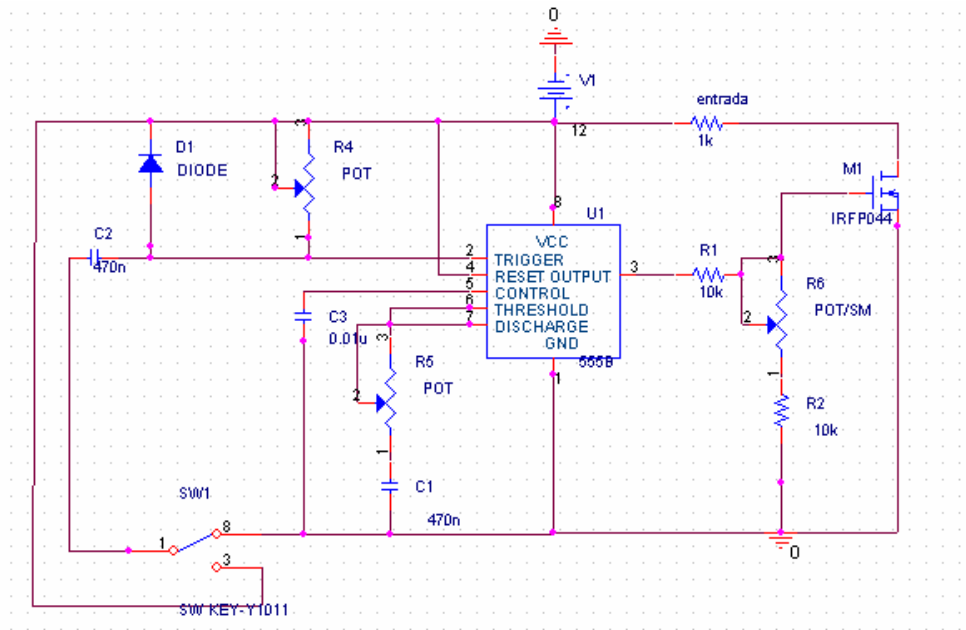 0
V1
entrada
12
1k
D1
DIODE
3
R4
2
POT
1
M1
IRFP044
8
U1
C2
470n
VCC
2
TRIGGER
4
RESET OUTPUT
3
5
CONTROL
6
THRESHOLD
7
DISCHARGE
GND
555B
1
R1
10k
3
R6
2
POT/SM
1
R2
10k
C3
0.01u
3
R5
2
POT
1
C1
470n
SW1
8
1
3
SW KEY-Y1011
0